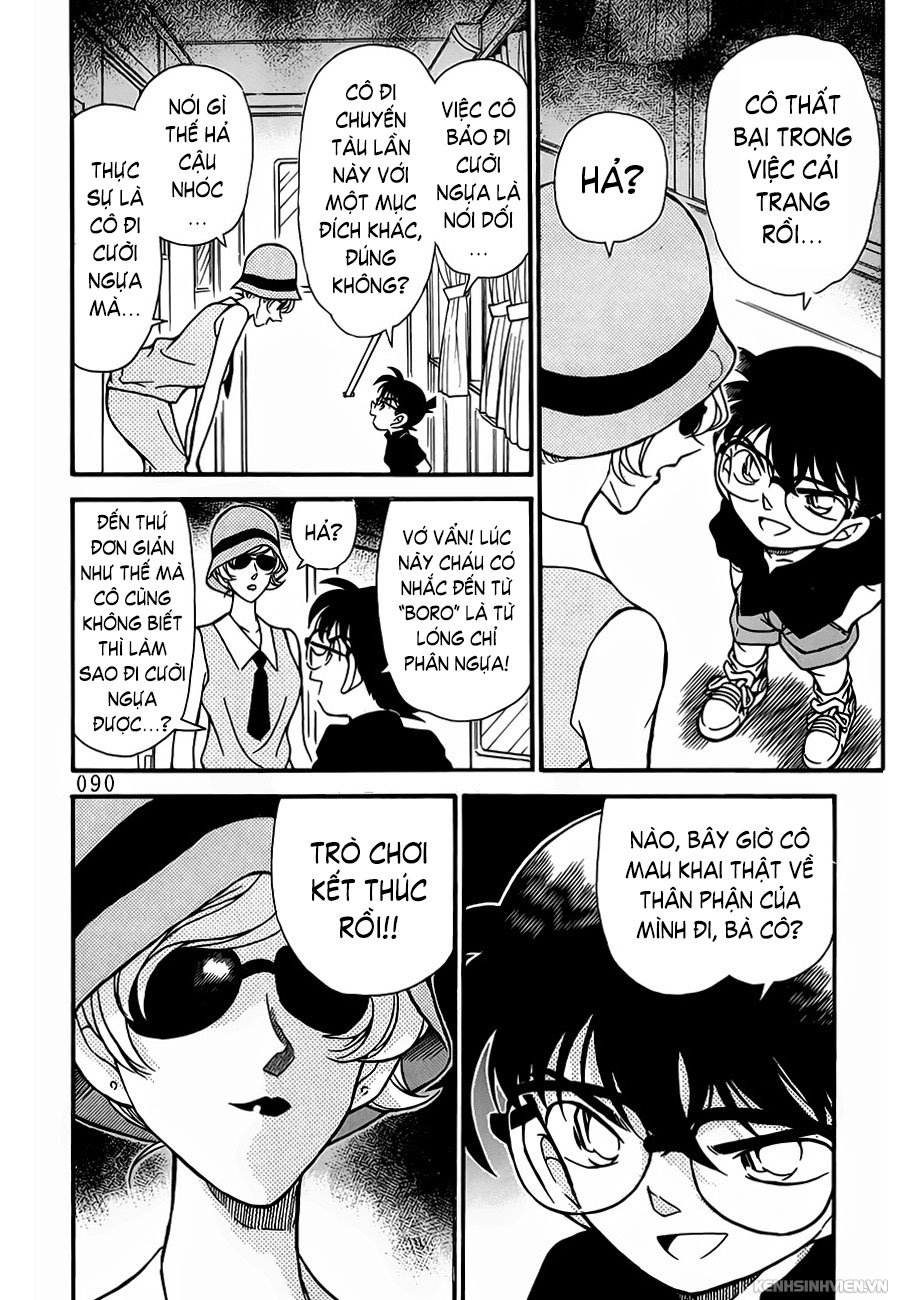 CÔ THẤT
BẠI TRONG
VIỆC CẢI
TRANG
RỒI...
HẢ?
VIỆC CÔ
BẢO ĐI
CƯỠI
NGỰA LÀ
NÓI DỐI
...
CÔ ĐI
CHUYẾN
TÀU LẦN
NÀY VỚI
MỘT MỤC
ĐÍCH KHÁC,
ĐÚNG
KHÔNG?
NÓI GÌ
THẾ HẢ
CẬU
NHÓC
...
THỰC
SỰ LÀ
CÔ ĐI
CƯỠI
NGỰA
MÀ...
VỚ VẨN! LÚC
NÀY CHÁU CÓ
NHẮC ĐẾN TỪ
“BORO” LÀ TỪ
LÓNG CHỈ
PHÂN NGỰA!
HẢ?
ĐẾN THỨ
ĐƠN GIẢN
NHƯ THẾ MÀ
CÔ CŨNG
KHÔNG BIẾT
THÌ LÀM
SAO ĐI CƯỠI
NGỰA
ĐƯỢC...?
090
NÀO, BÂY GIỜ CÔ
MAU KHAI THẬT VỀ
THÂN PHẬN CỦA
MÌNH ĐI, BÀ CÔ?
TRÒ CHƠI
KẾT THÚC
RỒI!!
KENHSINHVIEN.VN